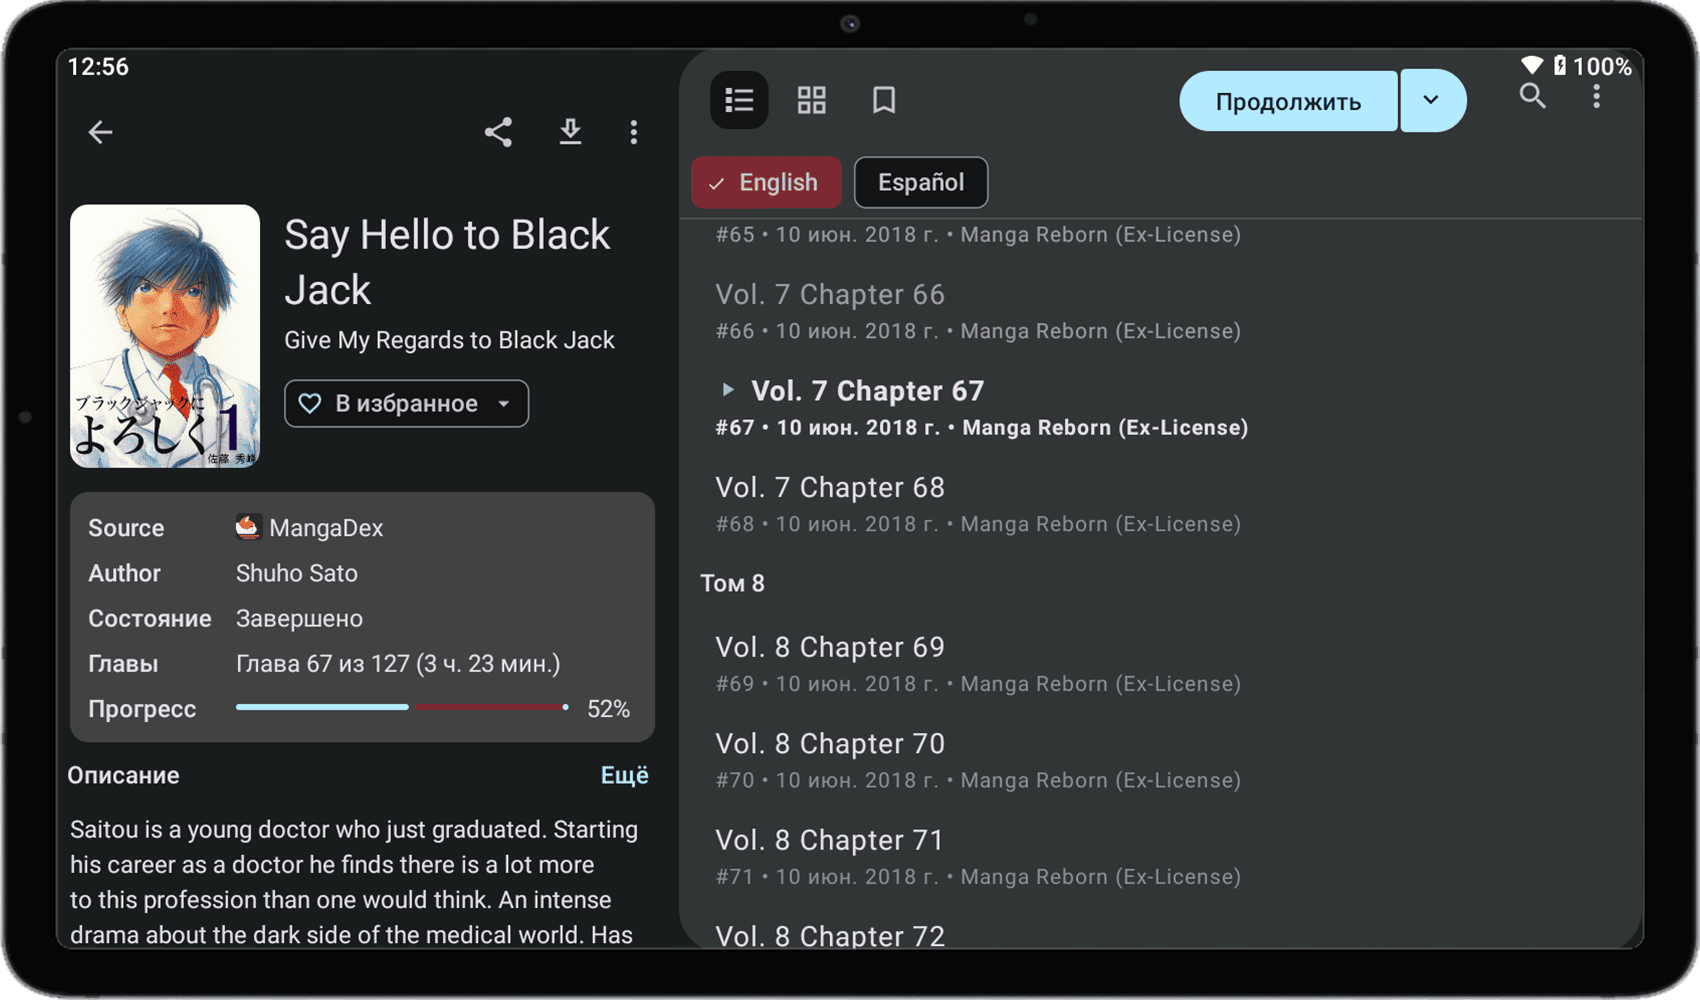 12:56
100%
Say Hello to Black
Jack
Give My Regards to Black Jack
В избранное
ブラックジャックに
よろしく1
佐藤 秀峰
Source MangaDex
Author Shuho Sato
Состояние Завершено
Главы Глава 67 из 127 (3 ч. 23 мин.)
Прогресс 52%
Описание Ещё
Saitou is a young doctor who just graduated. Starting
his career as a doctor he finds there is a lot more
to this profession than one would think. An intense
drama about the dark side of the medical world. Has
Продолжить
English Español
#65 • 10 июн. 2018 г. • Manga Reborn (Ex-License)
Vol. 7 Chapter 66
#66 • 10 июн. 2018 г. • Manga Reborn (Ex-License)
Vol. 7 Chapter 67
#67 • 10 июн. 2018 г. • Manga Reborn (Ex-License)
Vol. 7 Chapter 68
#68 • 10 июн. 2018 г. • Manga Reborn (Ex-License)
Том 8
Vol. 8 Chapter 69
#69 • 10 июн. 2018 г. • Manga Reborn (Ex-License)
Vol. 8 Chapter 70
#70 • 10 июн. 2018 г. • Manga Reborn (Ex-License)
Vol. 8 Chapter 71
#71 • 10 июн. 2018 г. • Manga Reborn (Ex-License)
Vol. 8 Chapter 72